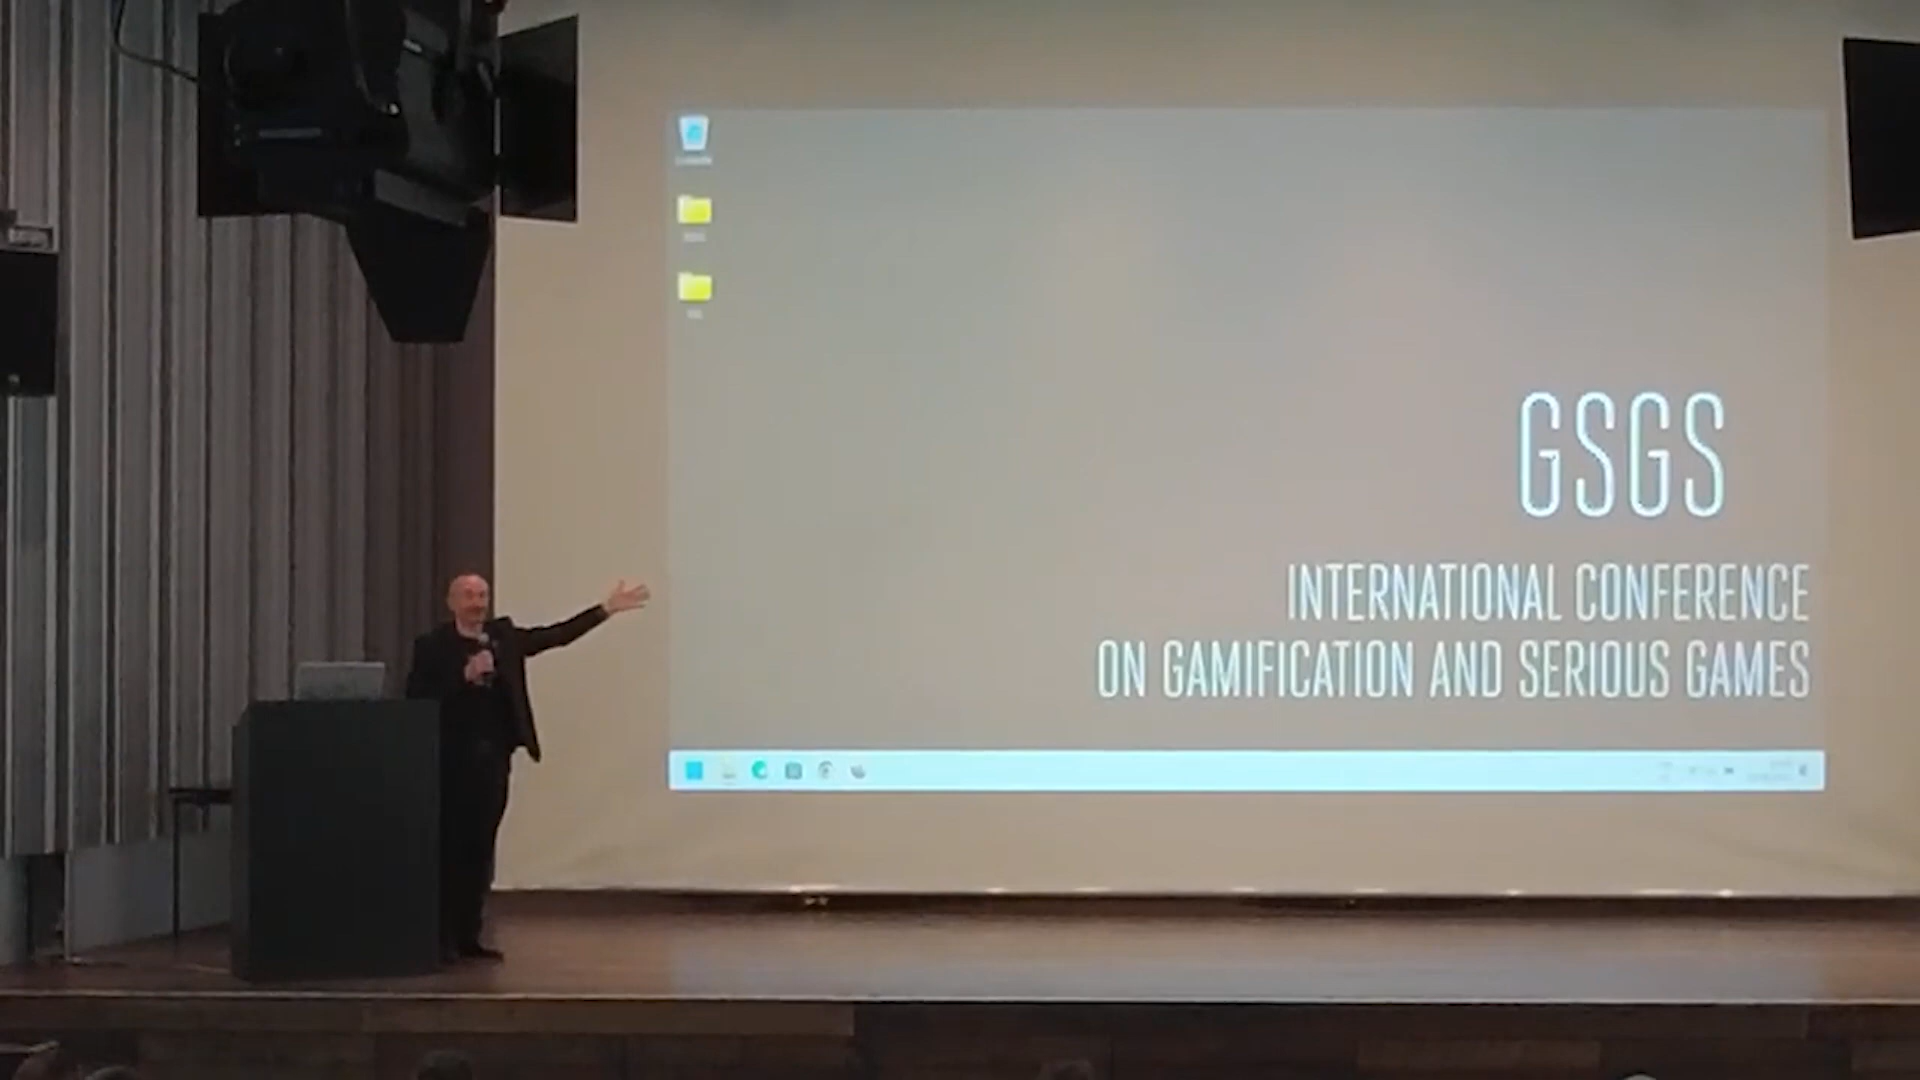 GSGS
INTERNATIONAL CONFERENCE
ON GAMIFICATION AND SERIOUS GAMES